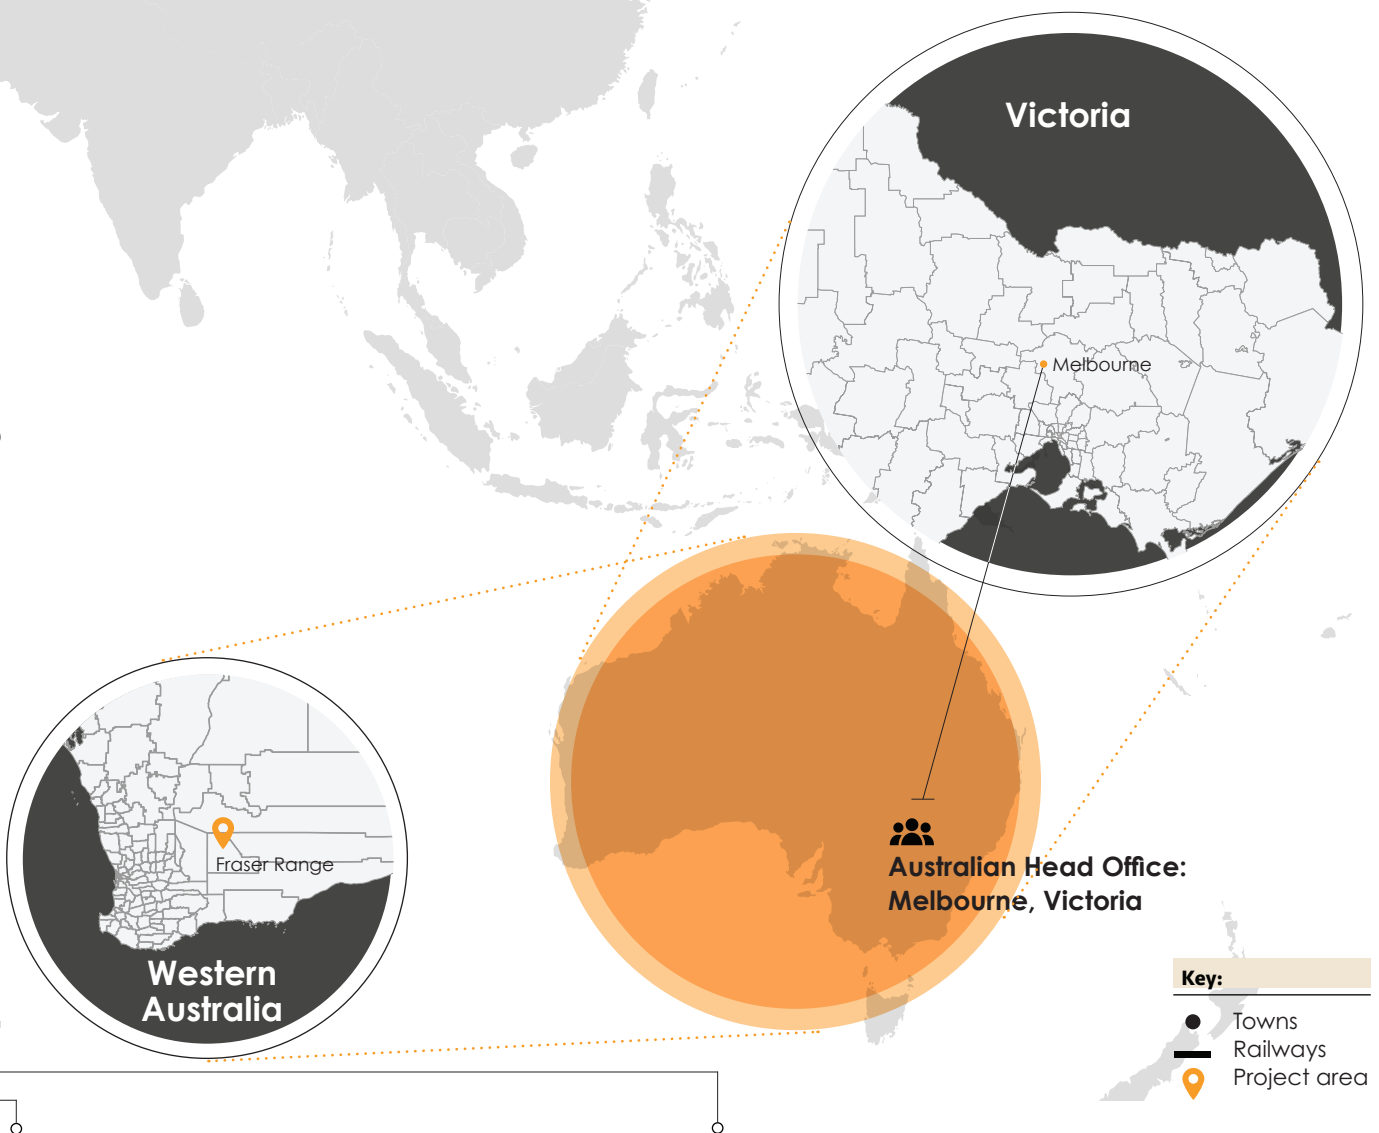 Victoria
Melbourne
Fraser Range
Western
Australia
Australian Head Office:
Melbourne, Victoria
Key:
Towns
Railways
Project area